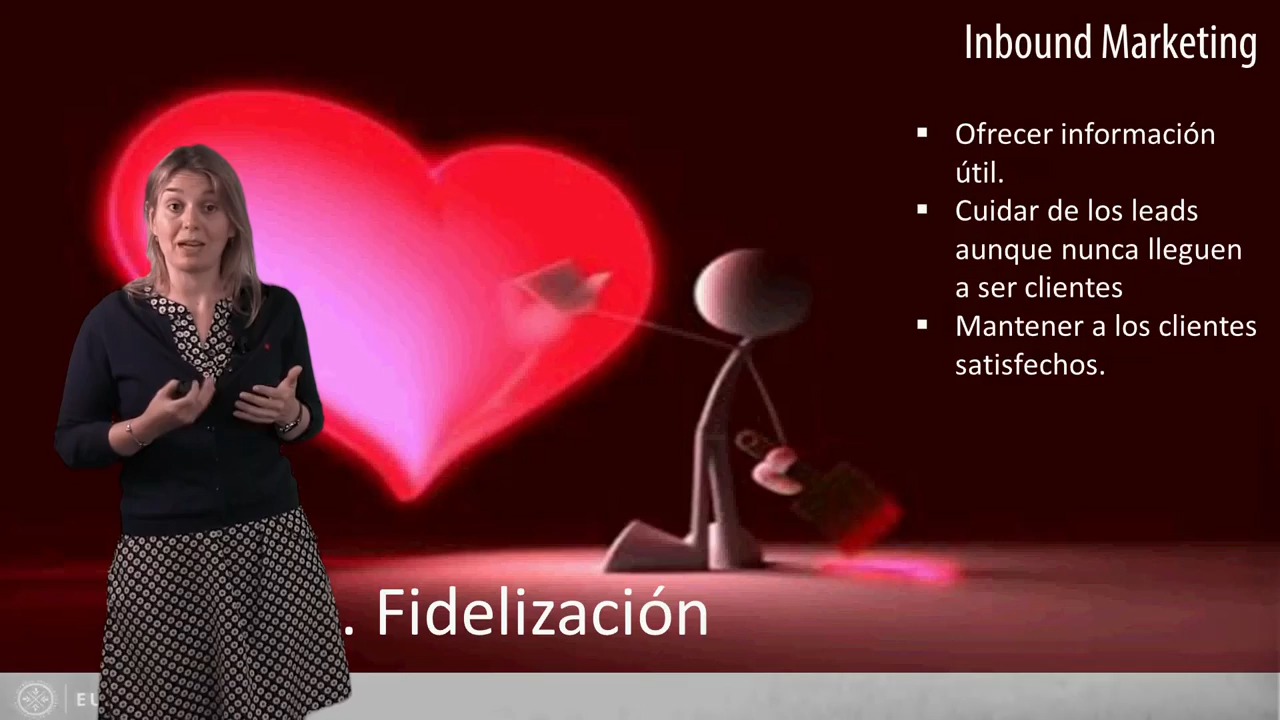 Inbound Marketing
▪ Ofrecer información
útil.
▪ Cuidar de los leads
aunque nunca lleguen
a ser clientes
▪ Mantener a los clientes
satisfechos.
. Fidelización